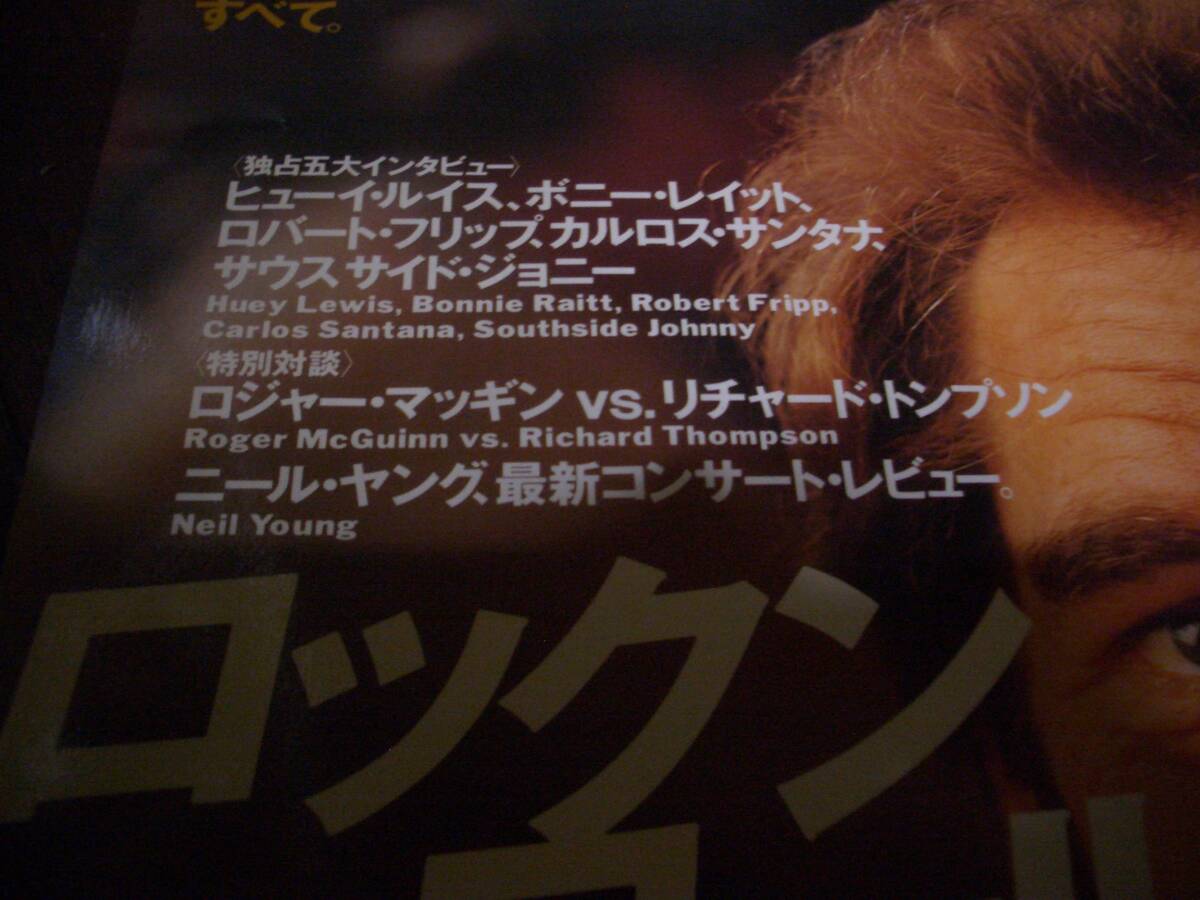 すべて。
〈独占五大インタビュー〉
ヒューイ・ルイス、ボニー・レイット、
ロバート・フリップ、カルロス・サンタナ、
サウスサイド・ジョニー
Huey Lewis, Bonnie Raitt, Robert Fripp,
Carlos Santana, Southside Johnny
〈特別対談〉
ロジャー・マッギン vs. リチャード・トンプソン
Roger McGuinn vs. Richard Thompson
ニール・ヤング、最新コンサート・レビュー。
Neil Young
ロックン